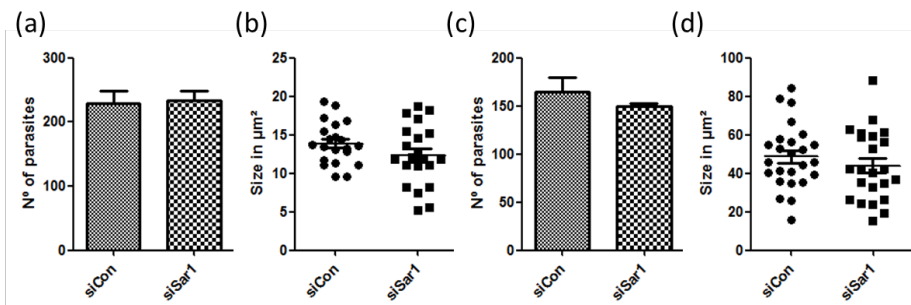 (a)
(b)
(c)
(d)
Nº of parasites
300
200
100
0
siCon
siSar1
Size in µm²
25
20
15
10
5
0
siCon
siSar1
Nº of parasites
200
150
100
50
0
siCon
siSar1
Size in µm²
100
80
60
40
20
0
siCon
siSar1